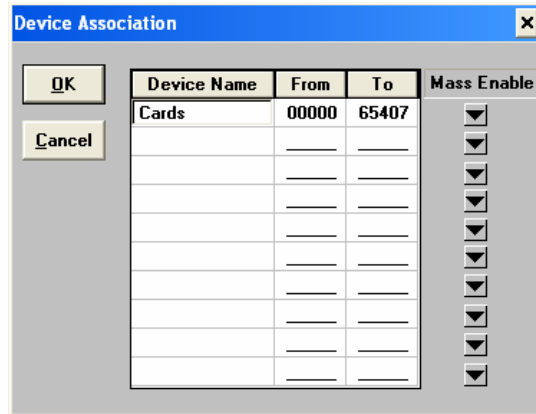 Device Association
OK
Cancel
Device Name From To Mass Enable
Cards 00000 65407